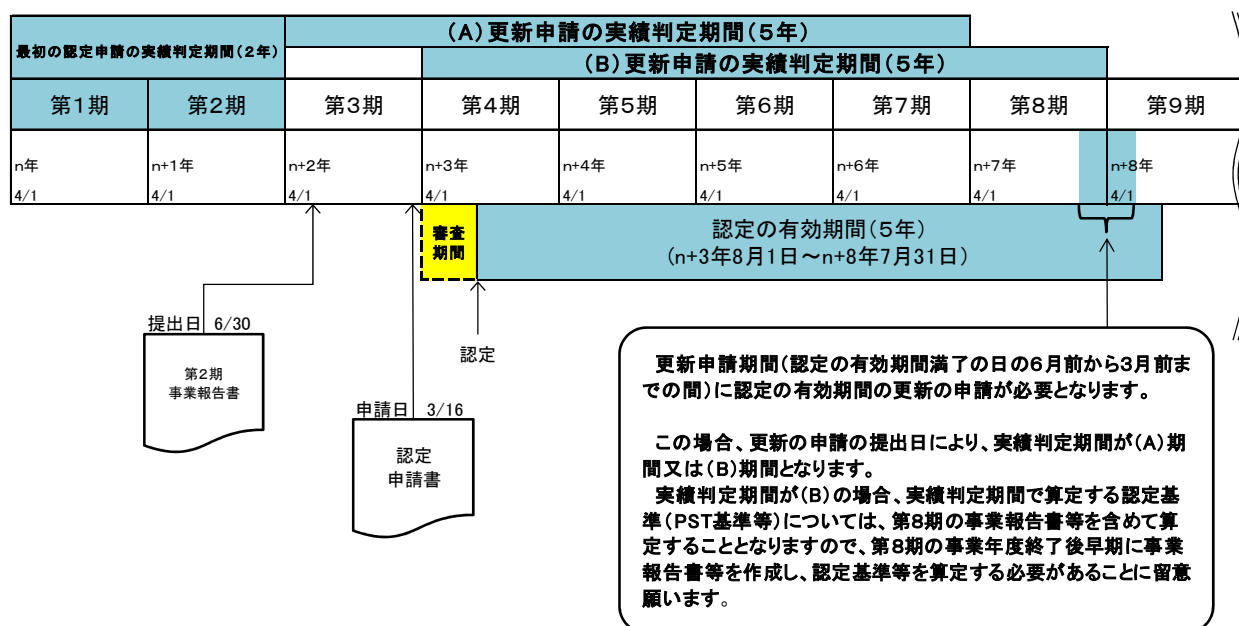 (A)更新申請の実績判定期間(5年)
最初の認定申請の実績判定期間(2年)
(B)更新申請の実績判定期間(5年)
第1期 第2期 第3期 第4期 第5期 第6期 第7期 第8期 第9期
n年 n+1年 n+2年 n+3年 n+4年 n+5年 n+6年 n+7年 n+8年
4/1 4/1 4/1 4/1 4/1 4/1 4/1 4/1 4/1
審査
期間
認定の有効期間(5年)
(n+3年8月1日~n+8年7月31日)
提出日 6/30
第2期
事業報告書
認定
申請日 3/16
認定
申請書
更新申請期間(認定の有効期間満了の日の6月前から3月前ま
での間)に認定の有効期間の更新の申請が必要となります。
この場合、更新の申請の提出日により、実績判定期間が(A)期
間又は(B)期間となります。
実績判定期間が(B)の場合、実績判定期間で算定する認定基
準(PST基準等)については、第8期の事業報告書等を含めて算
定することとなりますので、第8期の事業年度終了後早期に事業
報告書等を作成し、認定基準等を算定する必要があることに留意
願います。